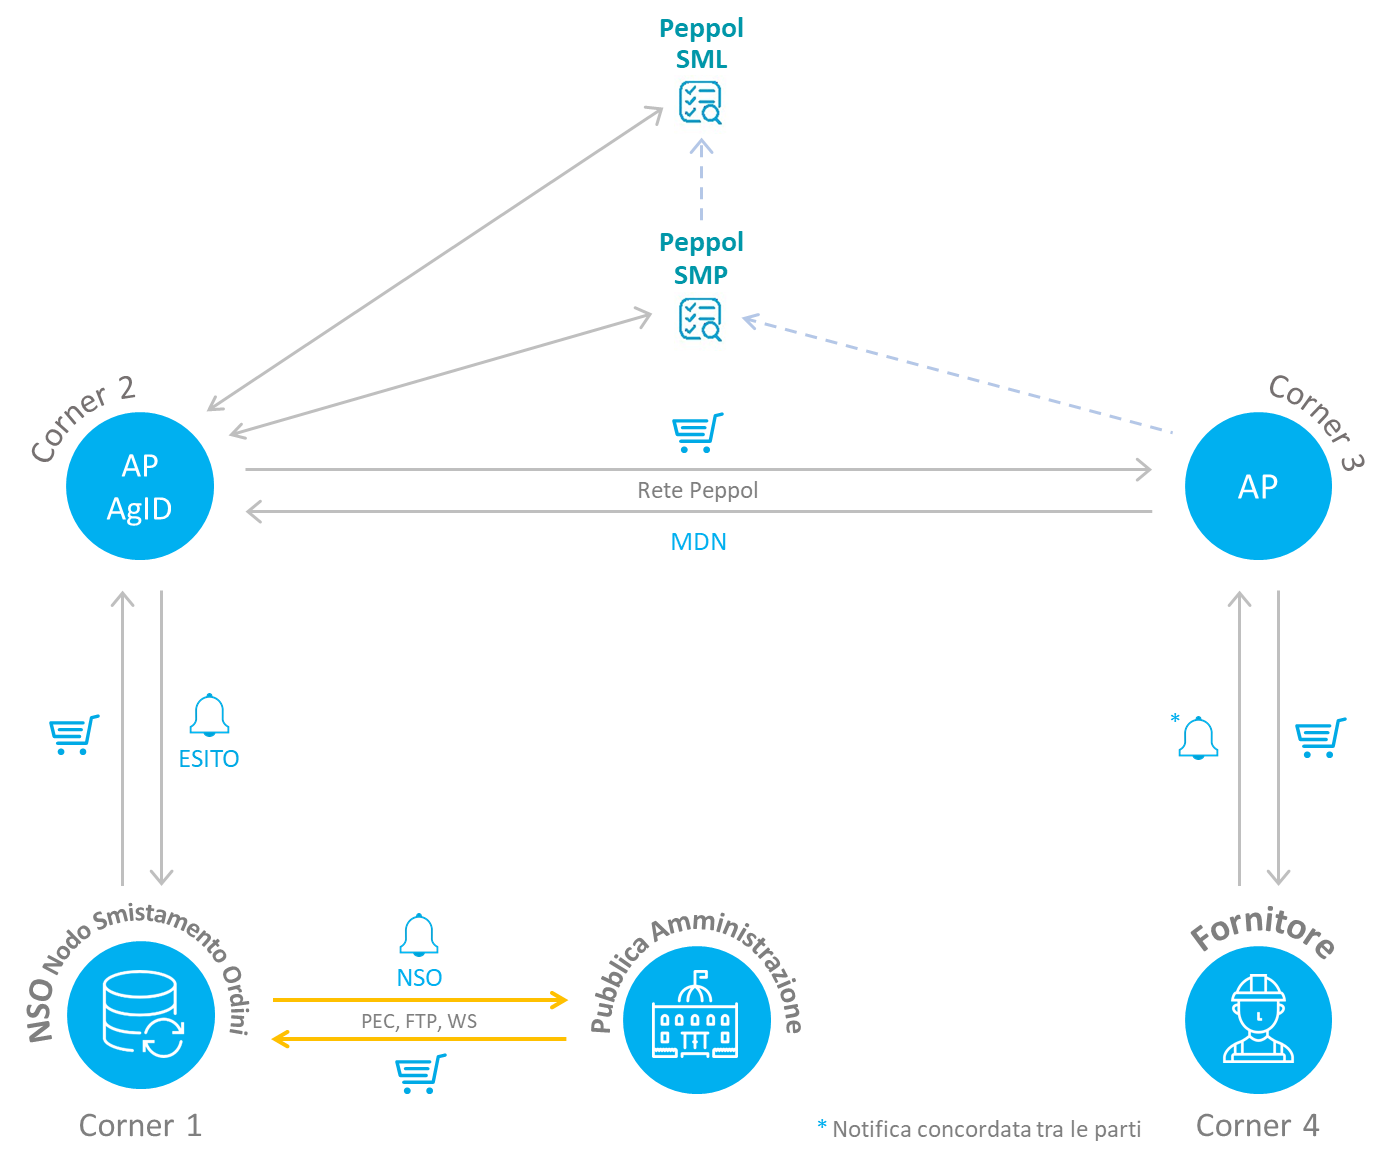 Peppol
SML
Peppol
SMP
Corner 2
AP
AgID
Rete Peppol
MDN
Corner 3
AP
ESITO
*
NSO Nodo Smistamento Ordini
Corner 1
NSO
PEC, FTP, WS
Pubblica Amministrazione
Fornitore
Corner 4
* Notifica concordata tra le parti